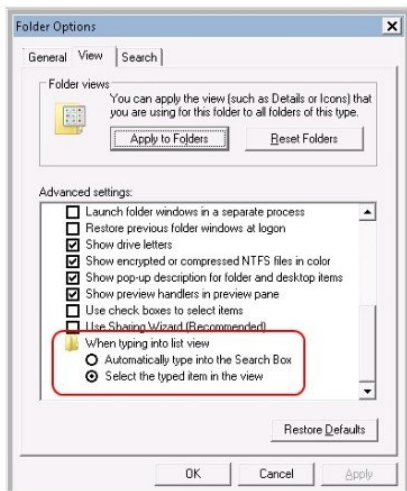 Folder Options
General View Search
Folder views
You can apply the view (such as Details or Icons) that
you are using for this folder to all folders of this type.
Apply to Folders Reset Folders
Advanced settings:
Launch folder windows in a separate process
Restore previous folder windows at logon
Show drive letters
Show encrypted or compressed NTFS files in color
Show pop-up description for folder and desktop items
Show preview handlers in preview pane
Use check boxes to select items
Use Sharing Wizard (Recommended)
When typing into list view
Automatically type into the Search Box
Select the typed item in the view
Restore Defaults
OK Cancel Apply